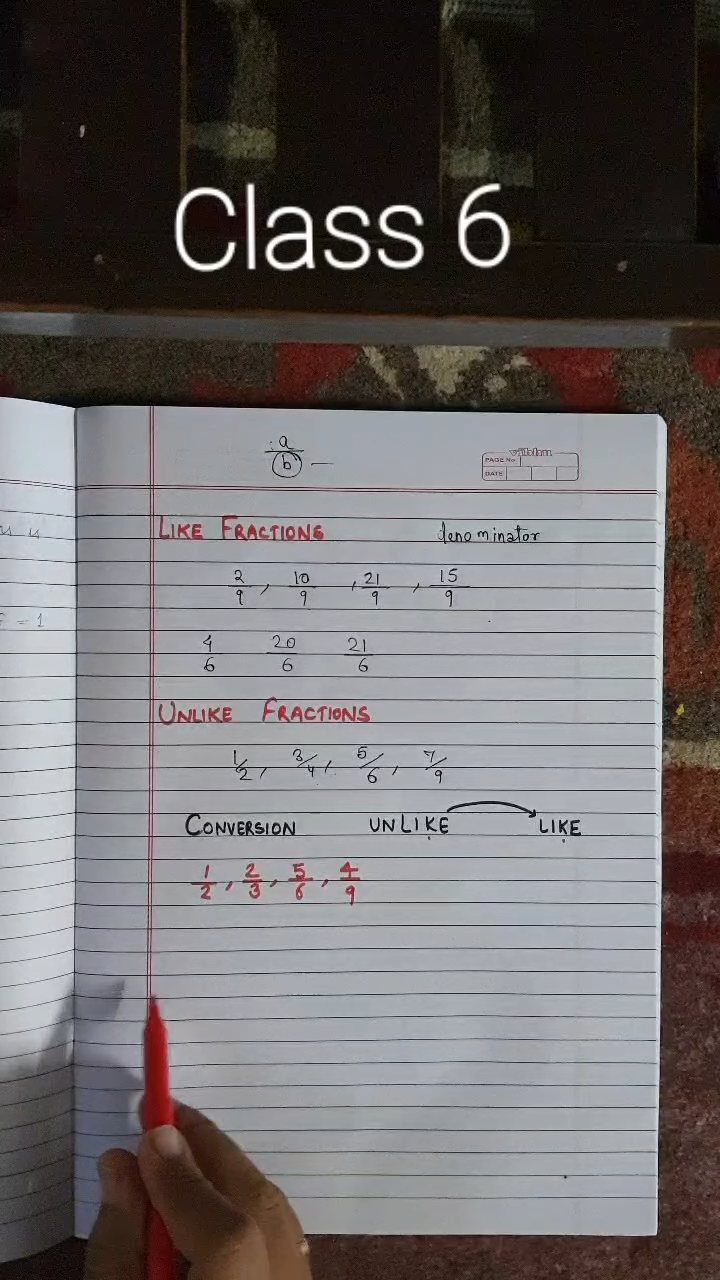 Class 6
a
b
PAGE No
DATE
LIKE FRACTIONS denominator
2/9, 10/9, 21/9, 15/9
= 1
4/6 20/6 21/6
UNLIKE FRACTIONS
1/2, 3/4, 5/6, 7/9
CONVERSION UNLIKE LIKE
1/2, 2/3, 5/6, 4/9